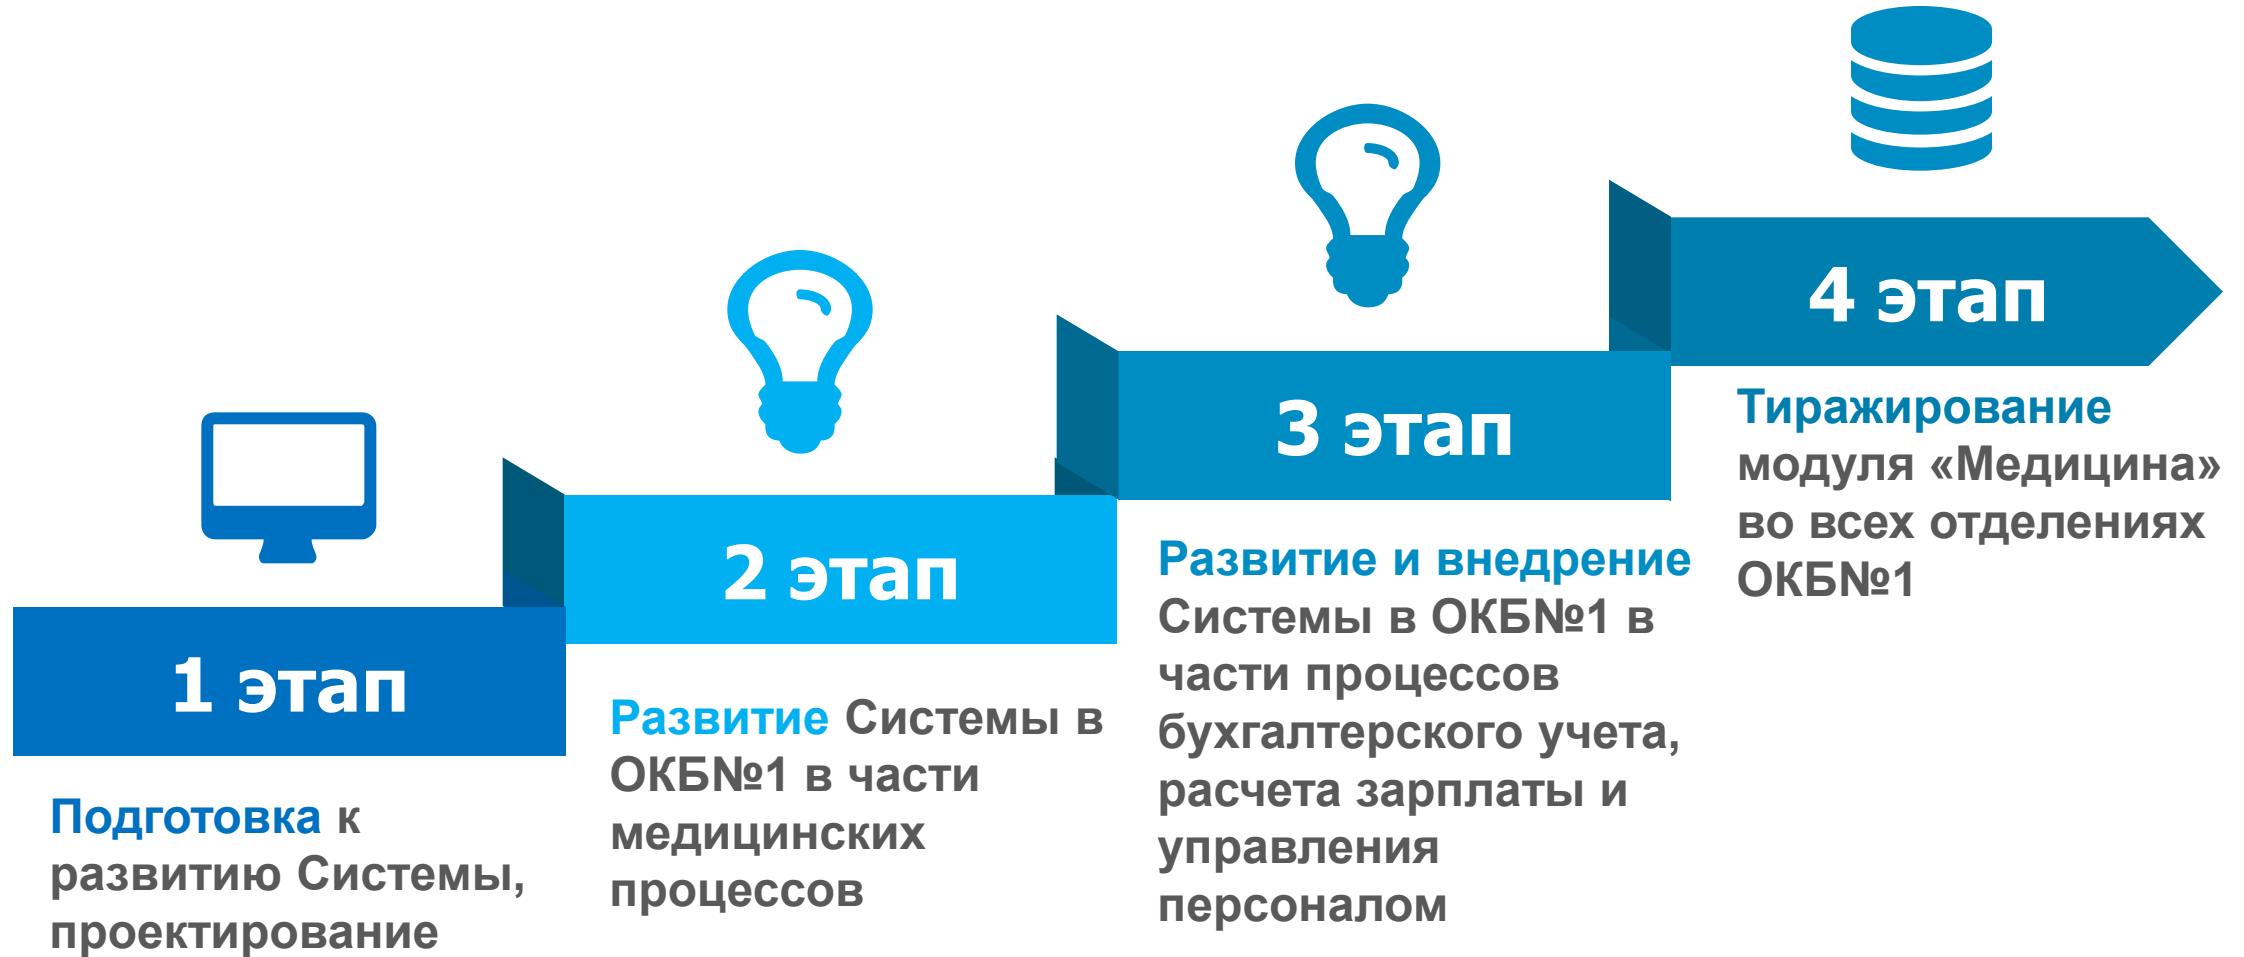 1 этап
Подготовка к
развитию Системы,
проектирование
2 этап
Развитие Системы в
ОКБ№1 в части
медицинских
процессов
3 этап
Развитие и внедрение
Системы в ОКБ№1 в
части процессов
бухгалтерского учета,
расчета зарплаты и
управления
персоналом
4 этап
Тиражирование
модуля «Медицина»
во всех отделениях
ОКБ№1